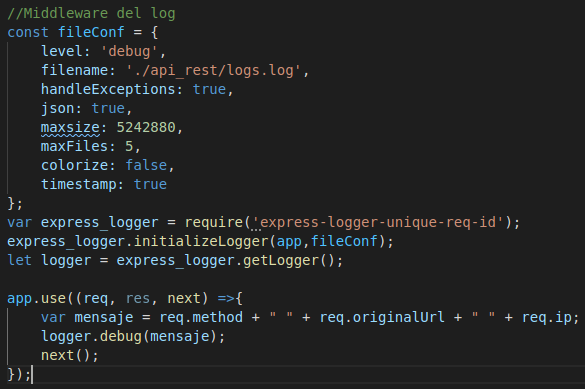 //Middleware del log
const fileConf = {
    level: 'debug',
    filename: './api_rest/logs.log',
    handleExceptions: true,
    json: true,
    maxsize: 5242880,
    maxFiles: 5,
    colorize: false,
    timestamp: true
};
var express_logger = require('express-logger-unique-req-id');
express_logger.initializeLogger(app,fileConf);
let logger = express_logger.getLogger();

app.use((req, res, next) =>{
    var mensaje = req.method + " " + req.originalUrl + " " + req.ip;
    logger.debug(mensaje);
    next();
});